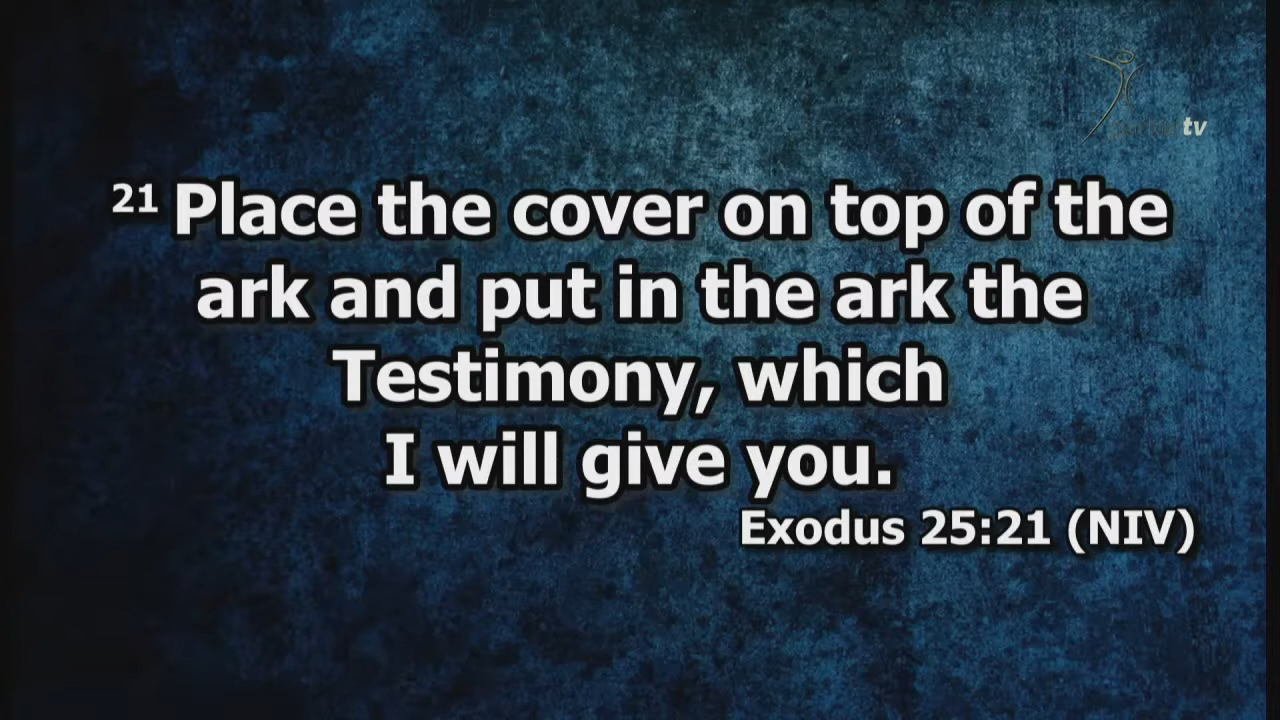 tv
21 Place the cover on top of the
ark and put in the ark the
Testimony, which
I will give you.
Exodus 25:21 (NIV)